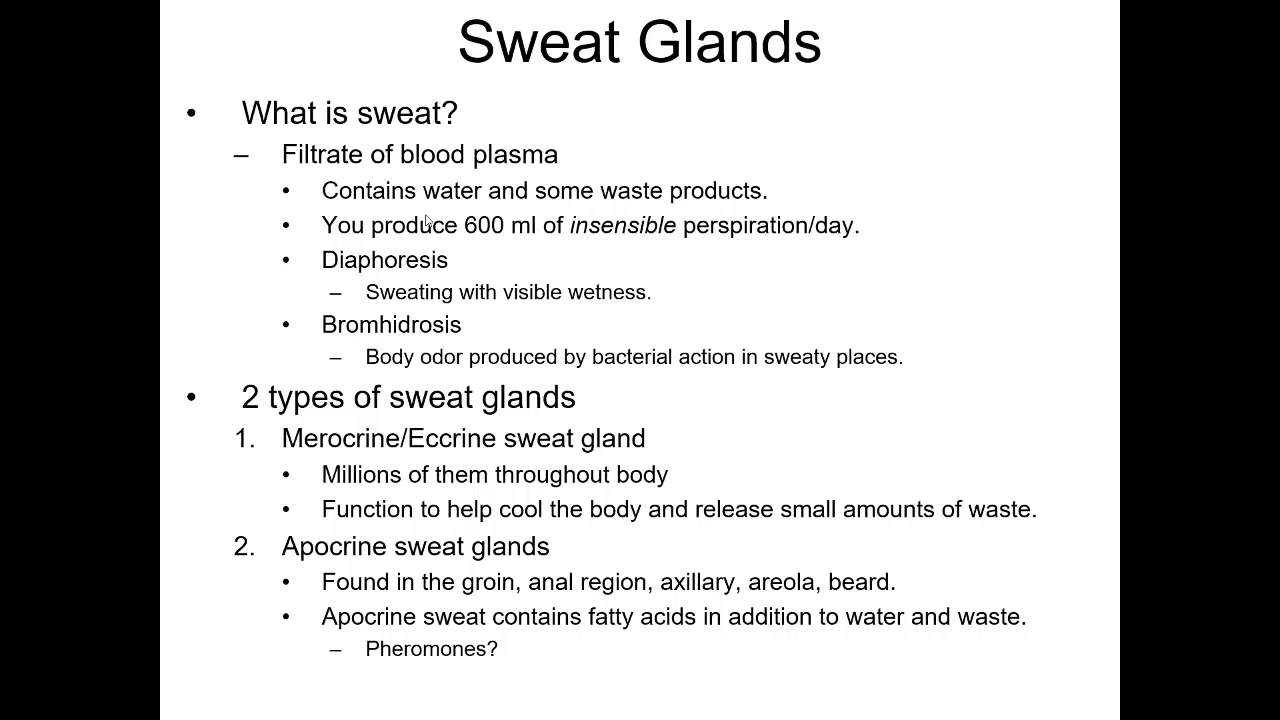 Sweat Glands
• What is sweat?
– Filtrate of blood plasma
• Contains water and some waste products.
• You produce 600 ml of insensible perspiration/day.
• Diaphoresis
– Sweating with visible wetness.
• Bromhidrosis
– Body odor produced by bacterial action in sweaty places.
• 2 types of sweat glands
1. Merocrine/Eccrine sweat gland
• Millions of them throughout body
• Function to help cool the body and release small amounts of waste.
2. Apocrine sweat glands
• Found in the groin, anal region, axillary, areola, beard.
• Apocrine sweat contains fatty acids in addition to water and waste.
– Pheromones?